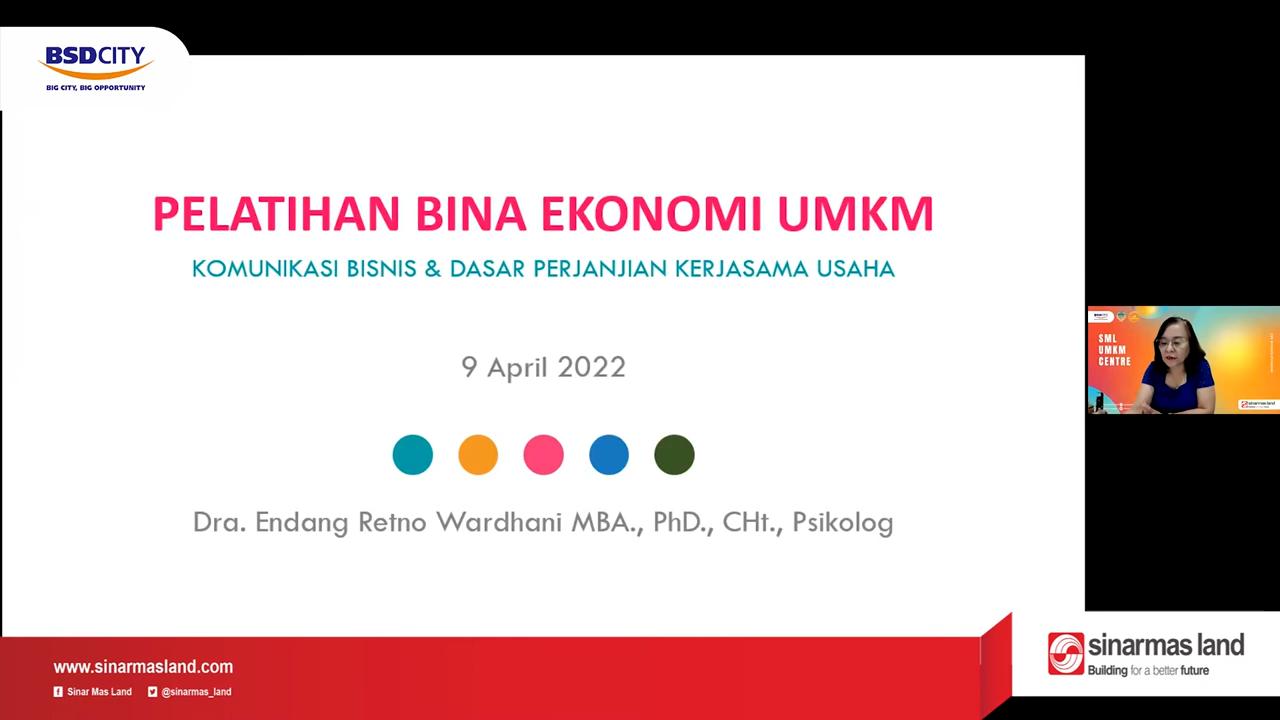 BSDCITY
BIG CITY, BIG OPPORTUNITY
PELATIHAN BINA EKONOMI UMKM
KOMUNIKASI BISNIS & DASAR PERJANJIAN KERJASAMA USAHA
9 April 2022
Dra. Endang Retno Wardhani MBA., PhD., CHt., Psikolog
SML
UMKM
CENTRE
sinarmas land
www.sinarmasland.com
Sinar Mas Land
@sinarmas_land
sinarmas land
Building for a better future